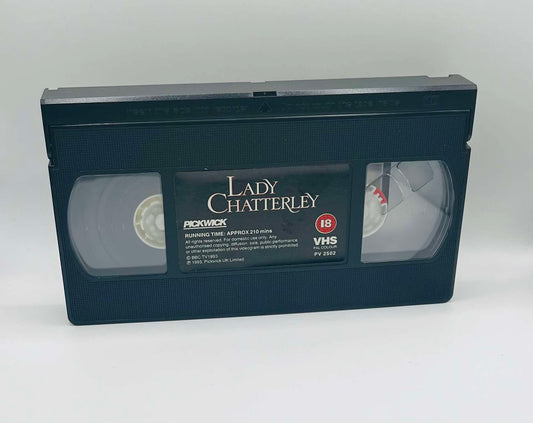 LADY
CHATTERLEY
PICKWICK
RUNNING TIME: APPROX 210 mins
All rights reserved. For domestic use only. Any
unauthorised copying, diffusion, sale, public performance
or other exploitation of this videogram is strictly prohibited.
© BBC TV1993
℗ 1993, Pickwick UK Limited
18
VHS
PAL COLOUR
PV 2502